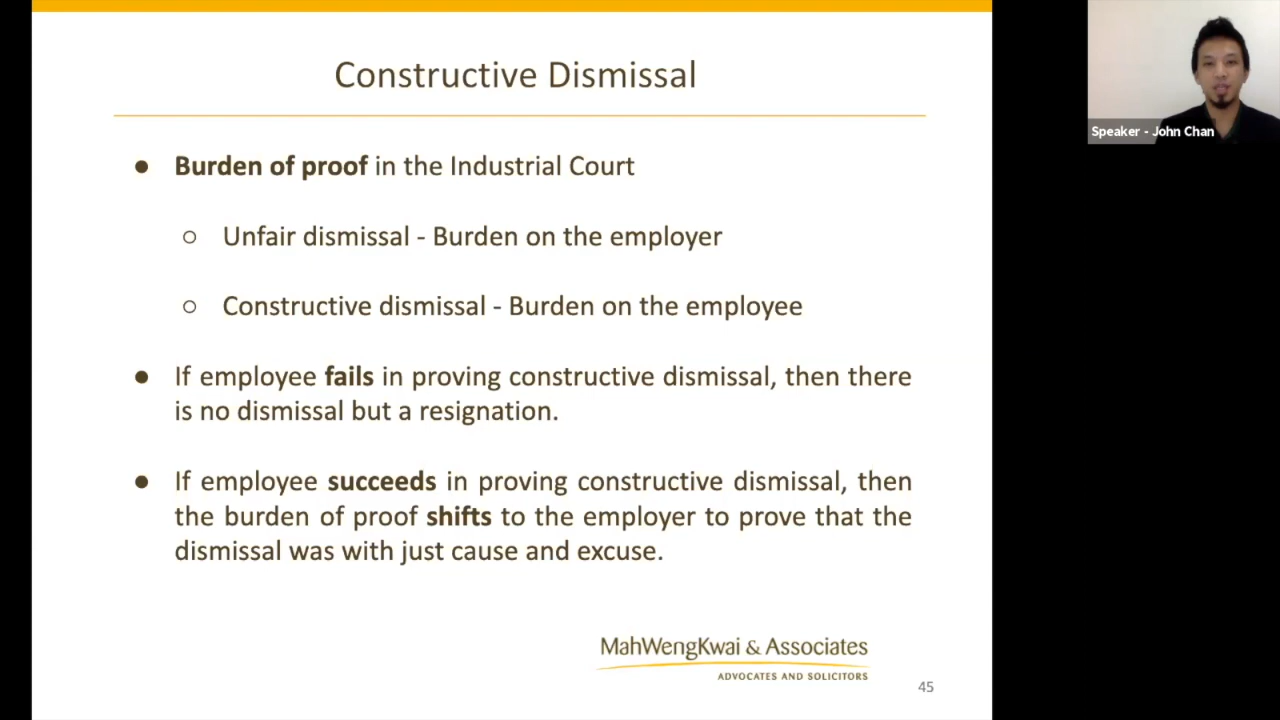 Constructive Dismissal
● Burden of proof in the Industrial Court
○ Unfair dismissal - Burden on the employer
○ Constructive dismissal - Burden on the employee
● If employee fails in proving constructive dismissal, then there
is no dismissal but a resignation.
● If employee succeeds in proving constructive dismissal, then
the burden of proof shifts to the employer to prove that the
dismissal was with just cause and excuse.
MahWengKwai & Associates
ADVOCATES AND SOLICITORS
45
Speaker - John Chan